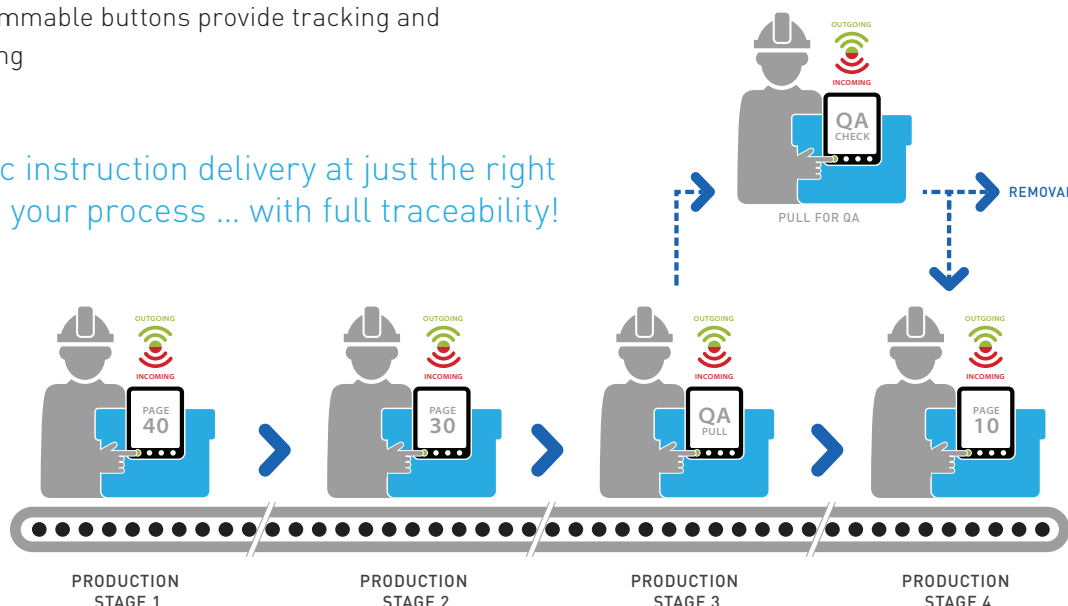 mmable buttons provide tracking and
ng
c instruction delivery at just the right
your process ... with full traceability!
OUTGOING
INCOMING
QA
CHECK
PULL FOR QA
REMOVAL
OUTGOING
INCOMING
PAGE
40
OUTGOING
INCOMING
PAGE
30
OUTGOING
INCOMING
QA
PULL
OUTGOING
INCOMING
PAGE
10
PRODUCTION
STAGE 1
PRODUCTION
STAGE 2
PRODUCTION
STAGE 3
PRODUCTION
STAGE 4